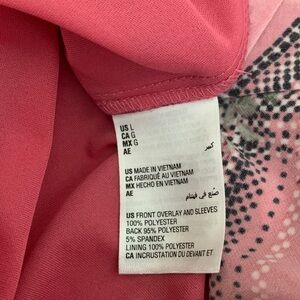 US L
CA G
MX G
AE كبير
US MADE IN VIETNAM
CA FABRIQUÉ AU VIETNAM
MX HECHO EN VIETNAM
AE صنع في فيتنام
US FRONT OVERLAY AND SLEEVES
100% POLYESTER
BACK 95% POLYESTER
5% SPANDEX
LINING 100% POLYESTER
CA INCRUSTATION DU DEVANT ET